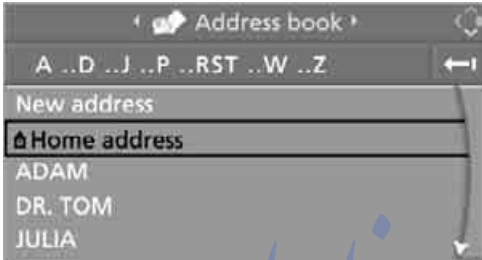 Address book
A ..D ..J ..P ..RST ..W ..Z
New address
Home address
ADAM
DR. TOM
JULIA